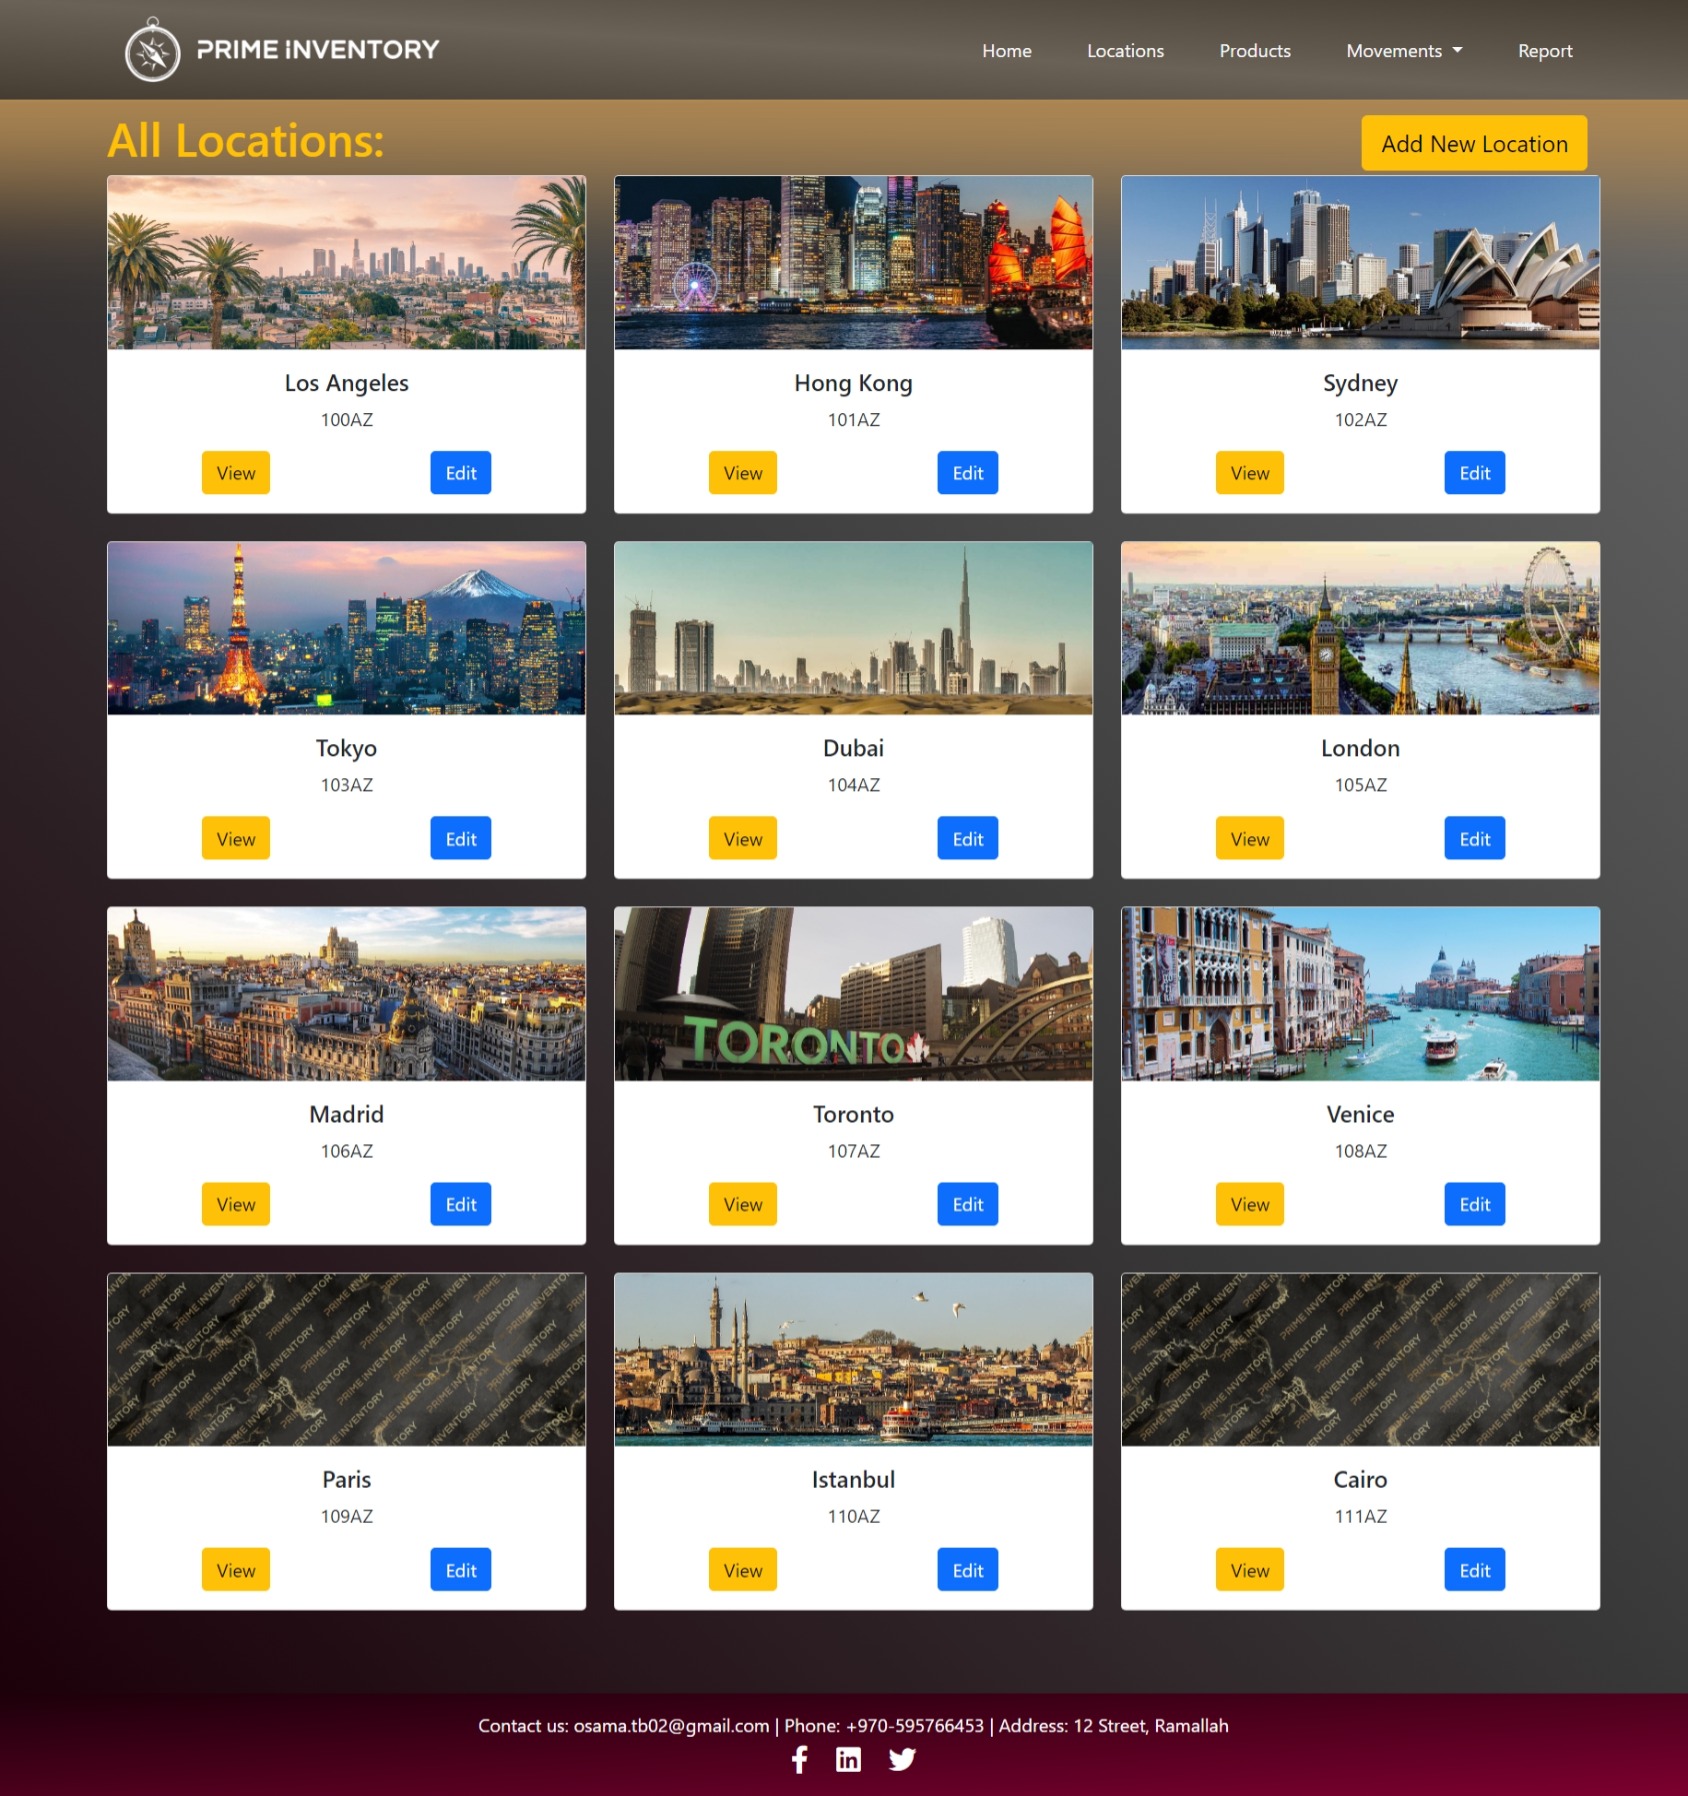 PRIME INVENTORY
Home Locations Products Movements Report
All Locations:
Add New Location
Los Angeles Hong Kong Sydney
100AZ 101AZ 102AZ
View Edit View Edit View Edit
Tokyo Dubai London
103AZ 104AZ 105AZ
View Edit View Edit View Edit
TORONTO
Madrid Toronto Venice
106AZ 107AZ 108AZ
View Edit View Edit View Edit
PRIME INVENTORY PRIME INVENTORY
Paris Istanbul Cairo
109AZ 110AZ 111AZ
View Edit View Edit View Edit
Contact us: osama.tb02@gmail.com | Phone: +970-595766453 | Address: 12 Street, Ramallah